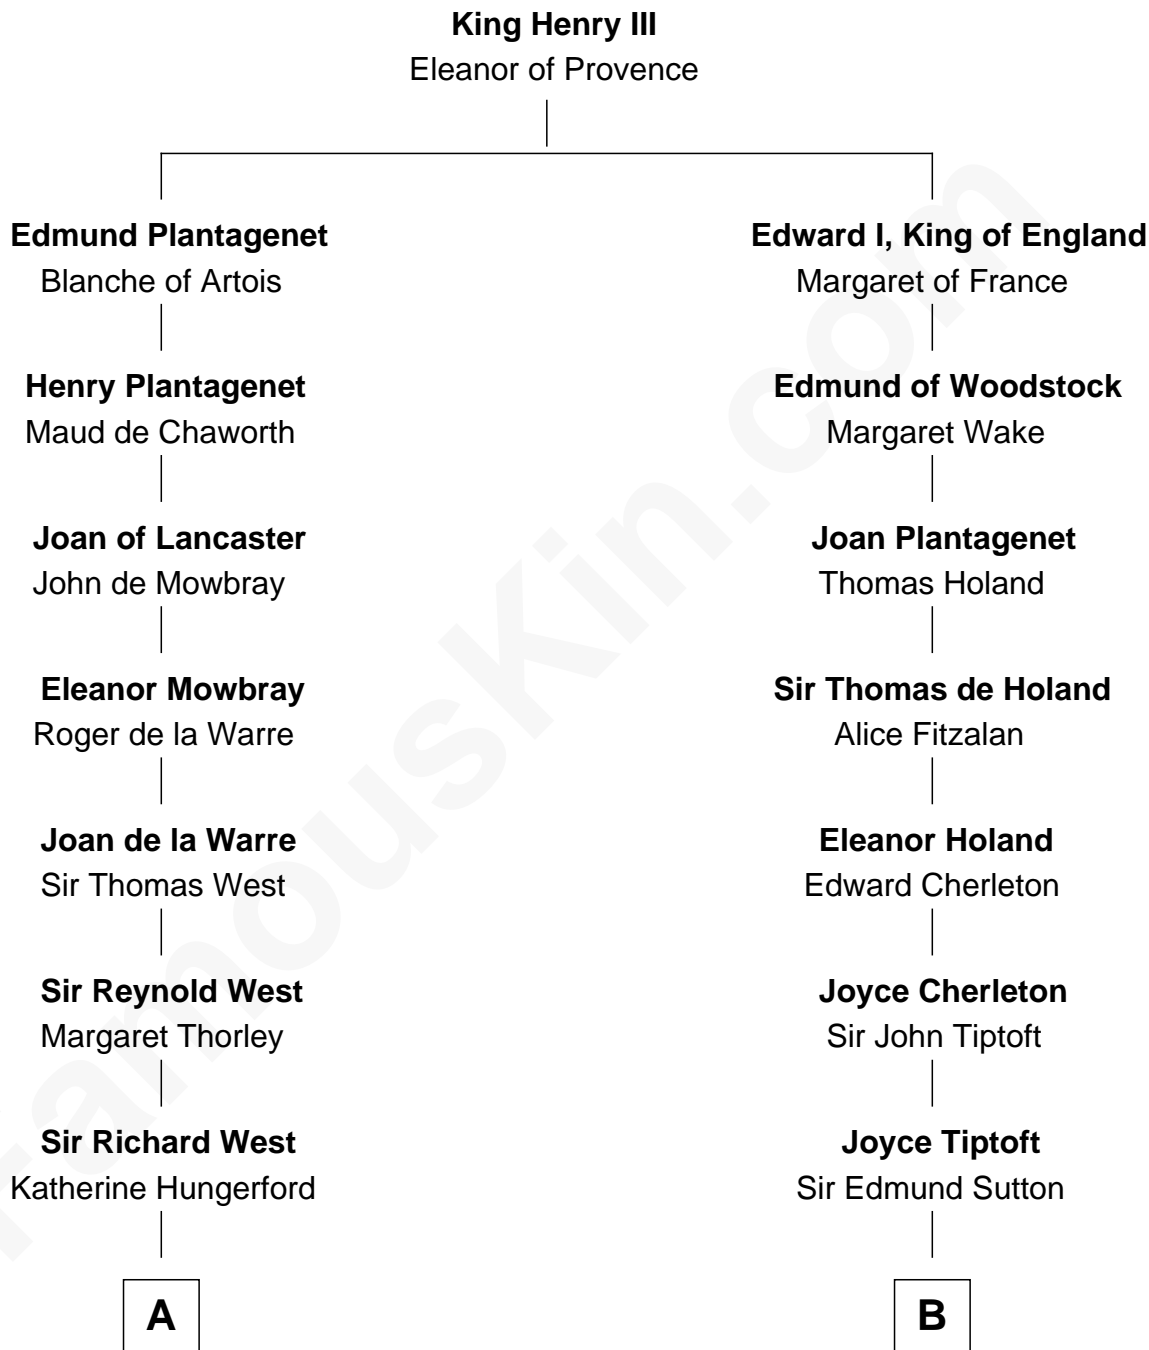 King Henry III
Eleanor of Provence
Edmund Plantagenet
Blanche of Artois
Henry Plantagenet
Maud de Chaworth
Joan of Lancaster
John de Mowbray
Eleanor Mowbray
Roger de la Warre
Joan de la Warre
Sir Thomas West
Sir Reynold West
Margaret Thorley
Sir Richard West
Katherine Hungerford
A
Edward I, King of England
Margaret of France
Edmund of Woodstock
Margaret Wake
Joan Plantagenet
Thomas Holand
Sir Thomas de Holand
Alice Fitzalan
Eleanor Holand
Edward Cherleton
Joyce Cherleton
Sir John Tiptoft
Joyce Tiptoft
Sir Edmund Sutton
B
FamousKin.com